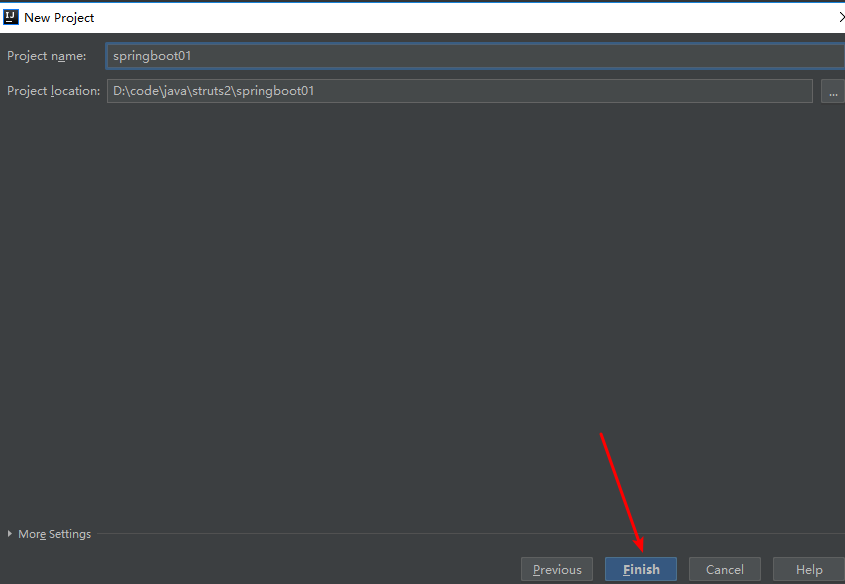 IJ New Project
Project name: springboot01
Project location: D:\code\java\struts2\springboot01 ...
More Settings
Previous Finish Cancel Help